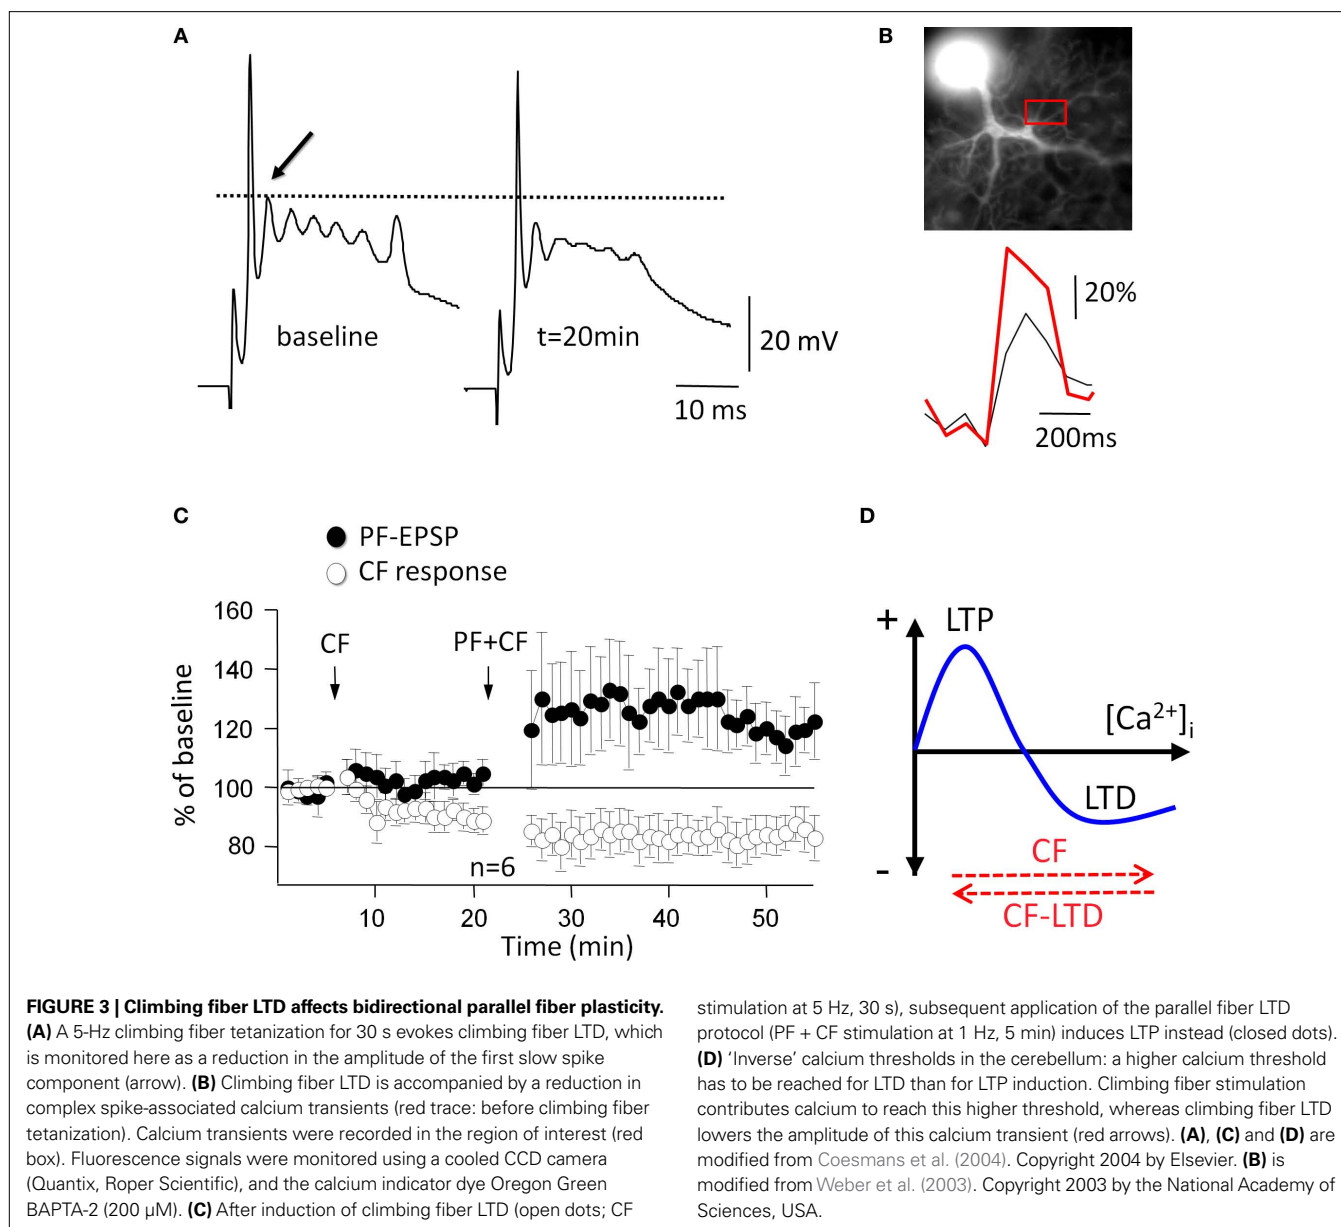 A
baseline
t=20min
20 mV
10 ms
B
20%
200ms
C
PF-EPSP
CF response
160
140
120
100
80
% of baseline
CF
PF+CF
n=6
10
20
30
40
50
Time (min)
D
+
LTP
[Ca²⁺]ᵢ
LTD
-
CF
CF-LTD
FIGURE 3 | Climbing fiber LTD affects bidirectional parallel fiber plasticity.
(A) A 5-Hz climbing fiber tetanization for 30 s evokes climbing fiber LTD, which
is monitored here as a reduction in the amplitude of the first slow spike
component (arrow). (B) Climbing fiber LTD is accompanied by a reduction in
complex spike-associated calcium transients (red trace: before climbing fiber
tetanization). Calcium transients were recorded in the region of interest (red
box). Fluorescence signals were monitored using a cooled CCD camera
(Quantix, Roper Scientific), and the calcium indicator dye Oregon Green
BAPTA-2 (200 µM). (C) After induction of climbing fiber LTD (open dots; CF
stimulation at 5 Hz, 30 s), subsequent application of the parallel fiber LTD
protocol (PF + CF stimulation at 1 Hz, 5 min) induces LTP instead (closed dots).
(D) ‘Inverse’ calcium thresholds in the cerebellum: a higher calcium threshold
has to be reached for LTD than for LTP induction. Climbing fiber stimulation
contributes calcium to reach this higher threshold, whereas climbing fiber LTD
lowers the amplitude of this calcium transient (red arrows). (A), (C) and (D) are
modified from Coesmans et al. (2004). Copyright 2004 by Elsevier. (B) is
modified from Weber et al. (2003). Copyright 2003 by the National Academy of
Sciences, USA.